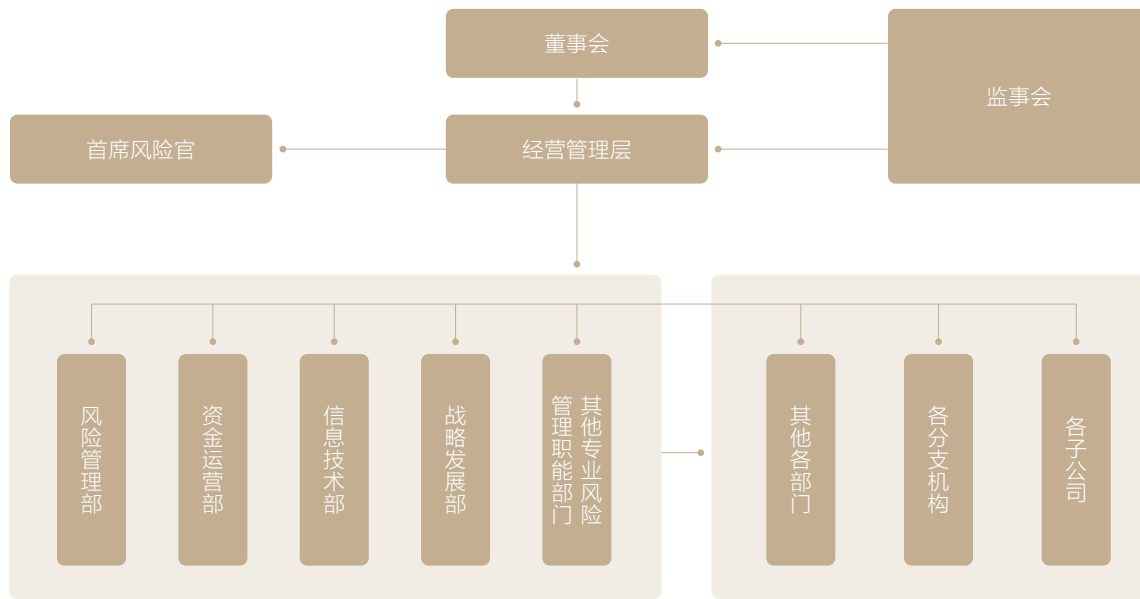 董事会
监事会
首席风险官
经营管理层
风险管理部
资金运营部
信息技术部
战略发展部
其他专业风险
管理职能部门
其他各部门
各分支机构
各子公司